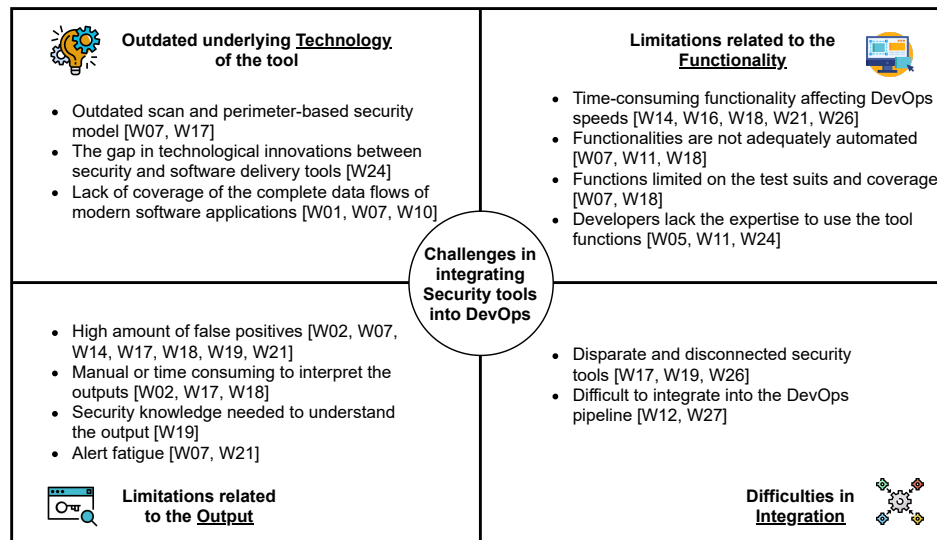 Outdated underlying Technology
of the tool
Outdated scan and perimeter-based security
model [W07, W17]
The gap in technological innovations between
security and software delivery tools [W24]
Lack of coverage of the complete data flows of
modern software applications [W01, W07, W10]
Limitations related to the
Functionality
Time-consuming functionality affecting DevOps
speeds [W14, W16, W18, W21, W26]
Functionalities are not adequately automated
[W07, W11, W18]
Functions limited on the test suits and coverage
[W07, W18]
Developers lack the expertise to use the tool
functions [W05, W11, W24]
Challenges in
integrating
Security tools
into DevOps
High amount of false positives [W02, W07,
W14, W17, W18, W19, W21]
Manual or time consuming to interpret the
outputs [W02, W17, W18]
Security knowledge needed to understand
the output [W19]
Alert fatigue [W07, W21]
Limitations related
to the Output
Disparate and disconnected security
tools [W17, W19, W26]
Difficult to integrate into the DevOps
pipeline [W12, W27]
Difficulties in
Integration